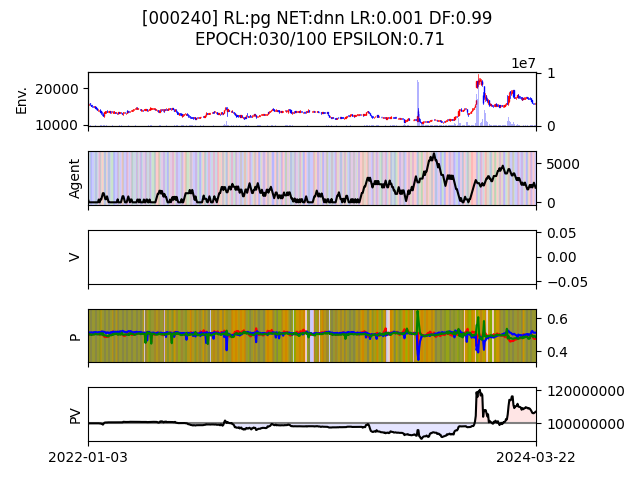 [000240] RL:pg NET:dnn LR:0.001 DF:0.99
EPOCH:030/100 EPSILON:0.71
1e7
Env.
20000
10000
1
0
Agent
5000
0
V
0.05
0.00
−0.05
P
0.6
0.4
PV
120000000
100000000
2022-01-03
2024-03-22